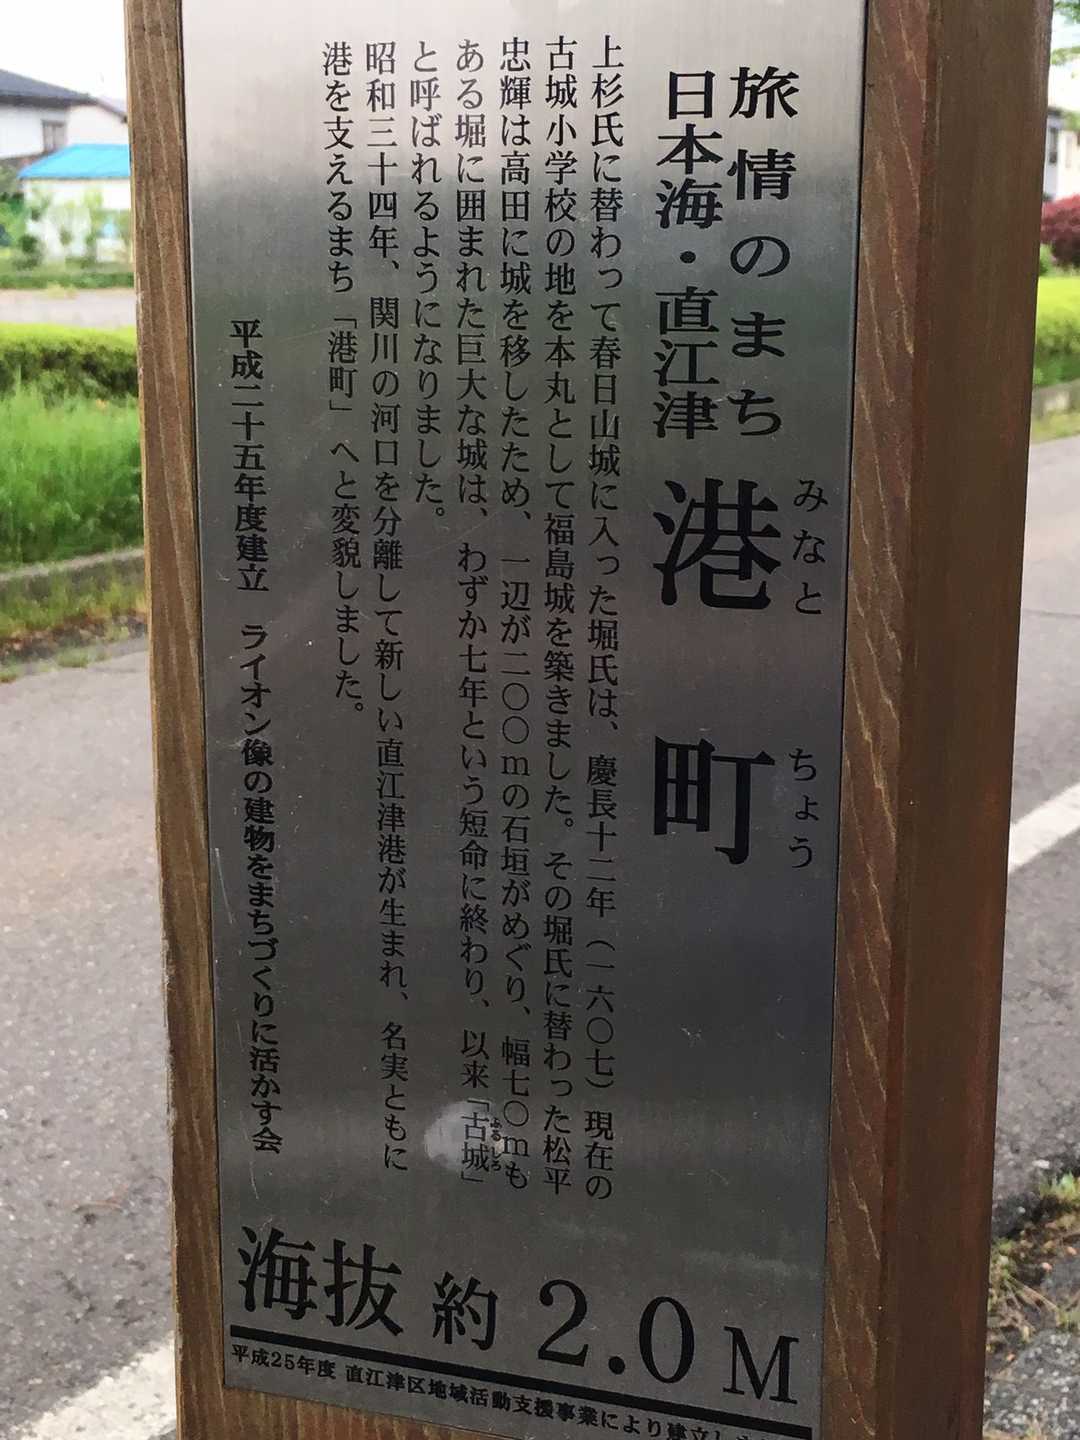 旅情のまち
日本海・直江津
港町
みなと ちょう
上杉氏に替わって春日山城に入った堀氏は、慶長十二年（一六〇七）現在の
古城小学校の地を本丸として福島城を築きました。その堀氏に替わった松平
忠輝は高田に城を移したため、一辺が二〇〇mの石垣がめぐり、幅七〇mも
ある堀に囲まれた巨大な城は、わずか七年という短命に終わり、以来「古城」
ふるしろ
と呼ばれるようになりました。
昭和三十四年、関川の河口を分離して新しい直江津港が生まれ、名実ともに
港を支えるまち「港町」へと変貌しました。
平成二十五年度建立 ライオン像の建物をまちづくりに活かす会
海抜 約 2.0M
平成25年度 直江津区地域活動支援事業により建立し